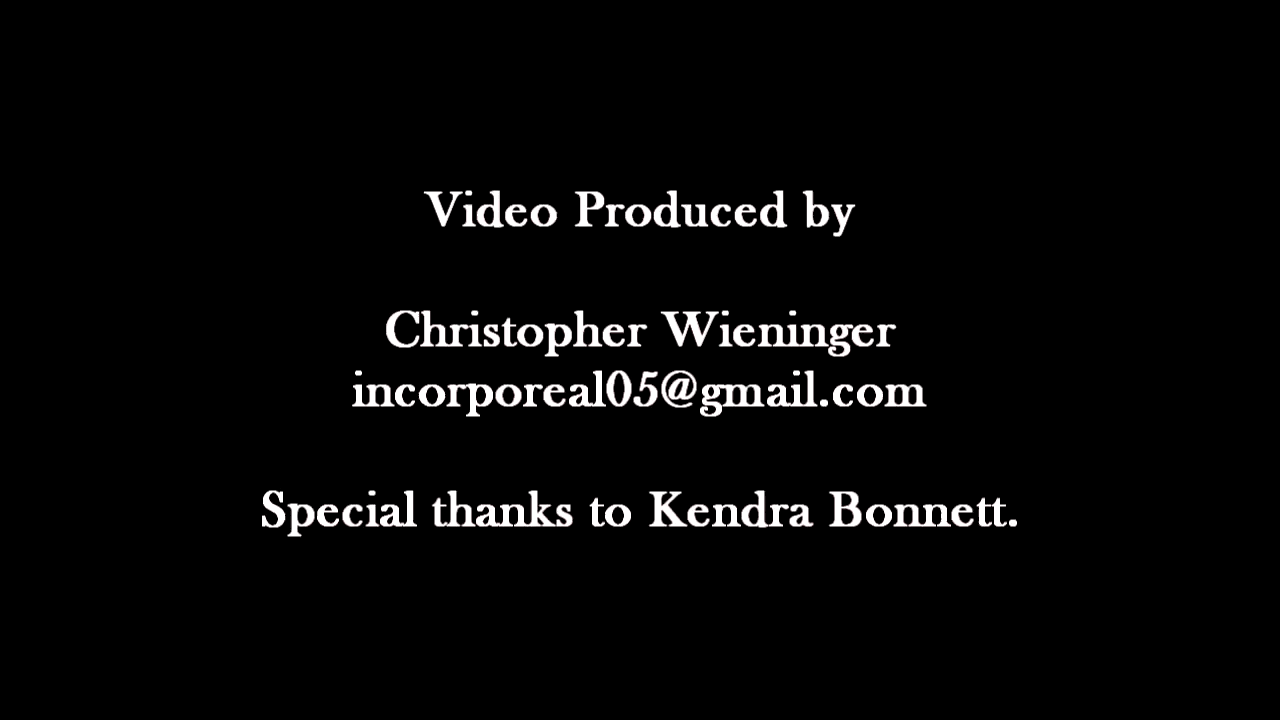 Video Produced by
Christopher Wieninger
incorporeal05@gmail.com
Special thanks to Kendra Bonnett.